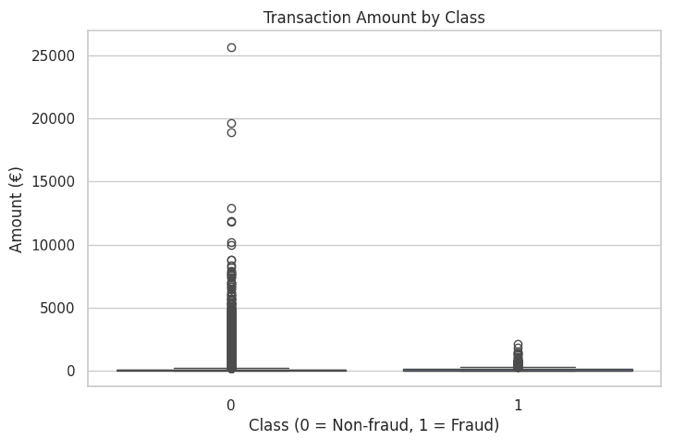 Transaction Amount by Class
25000
20000
15000
10000
5000
0
Amount (€)
0 1
Class (0 = Non-fraud, 1 = Fraud)